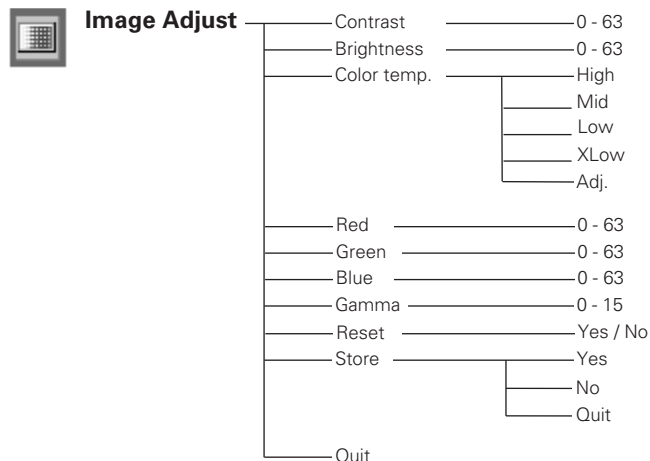 Image Adjust Contrast 0 - 63
Brightness 0 - 63
Color temp. High
Mid
Low
XLow
Adj.
Red 0 - 63
Green 0 - 63
Blue 0 - 63
Gamma 0 - 15
Reset Yes / No
Store Yes
No
Quit
Quit